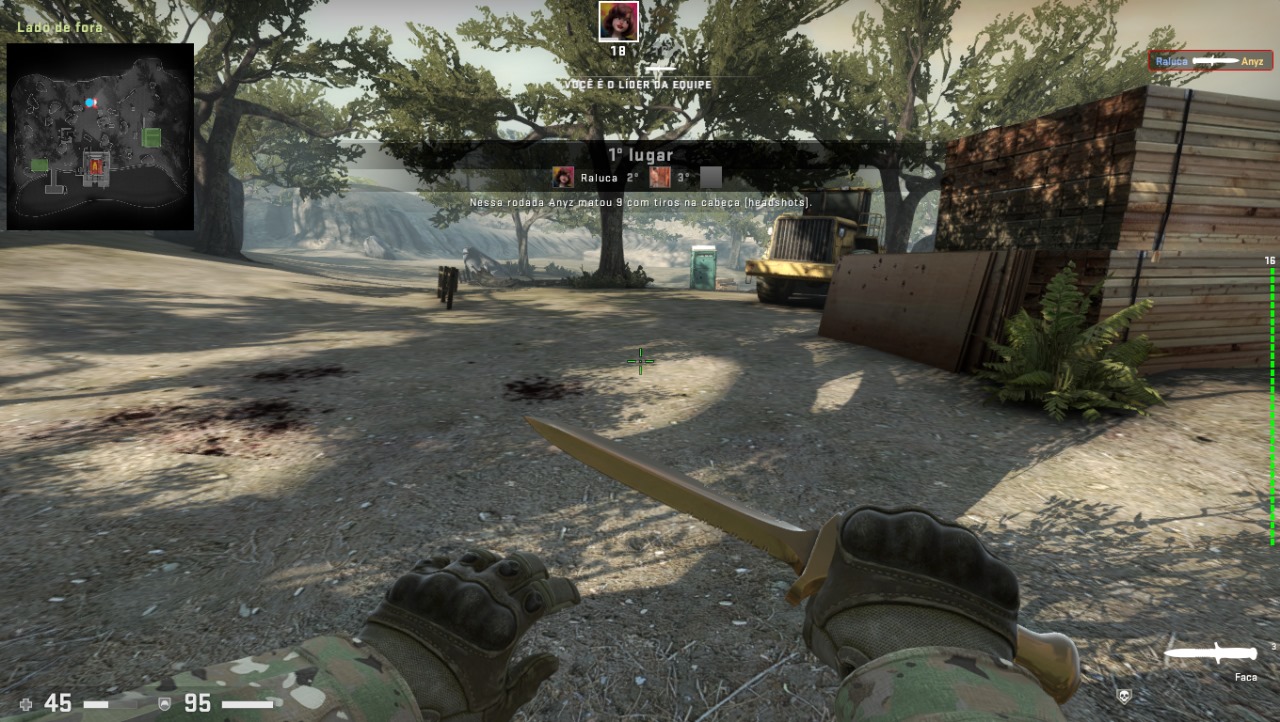 Lado de fora
18
VOCÊ É O LÍDER DA EQUIPE
Raluca Anyz
A
1º lugar
Raluca 2º 3º
Nessa rodada Anyz matou 9 com tiros na cabeça (headshots).
16
3
Faca
45 95